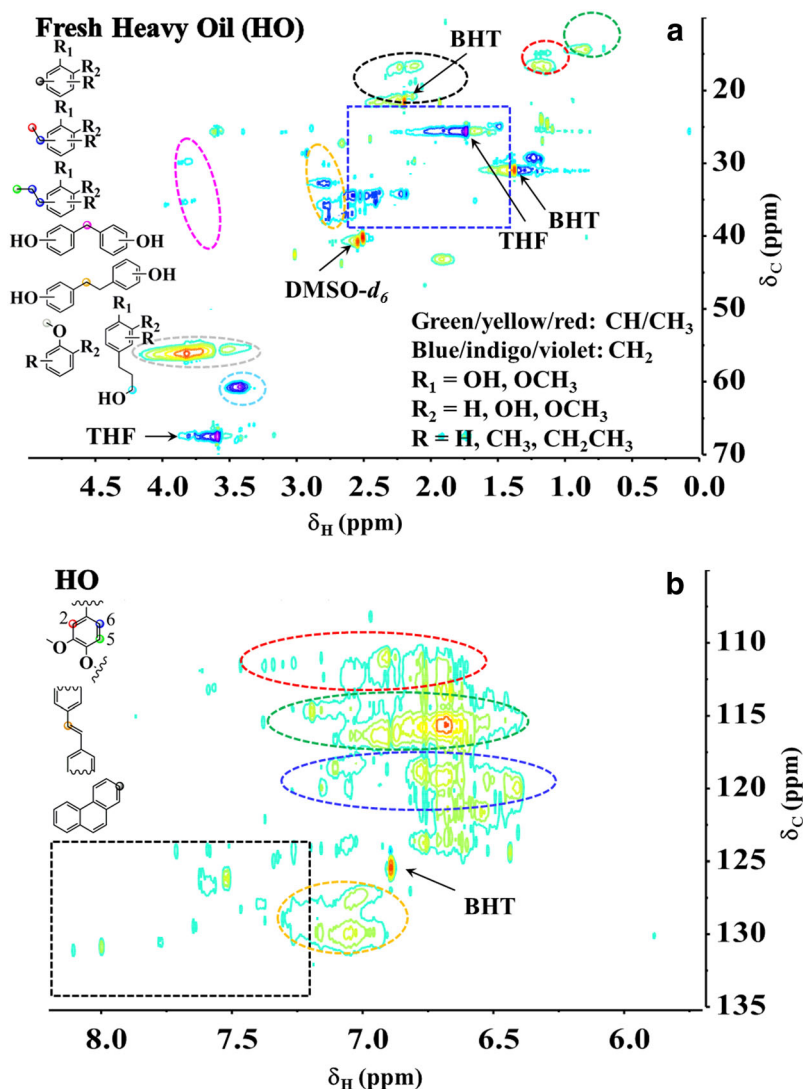 Fresh Heavy Oil (HO)
a
R₁
R₂
R
R₁
R₂
R
R₁
R₂
R
HO
OH
HO
OH
O
R
R₂
R₁
R₂
R
HO
BHT
THF
BHT
DMSO-d₆
THF
Green/yellow/red: CH/CH₃
Blue/indigo/violet: CH₂
R₁ = OH, OCH₃
R₂ = H, OH, OCH₃
R = H, CH₃, CH₂CH₃
20
30
40
50
60
70
δC (ppm)
4.5 4.0 3.5 3.0 2.5 2.0 1.5 1.0 0.5 0.0
δH (ppm)
HO
b
2
6
5
O
O
BHT
110
115
120
125
130
135
δC (ppm)
8.0 7.5 7.0 6.5 6.0
δH (ppm)